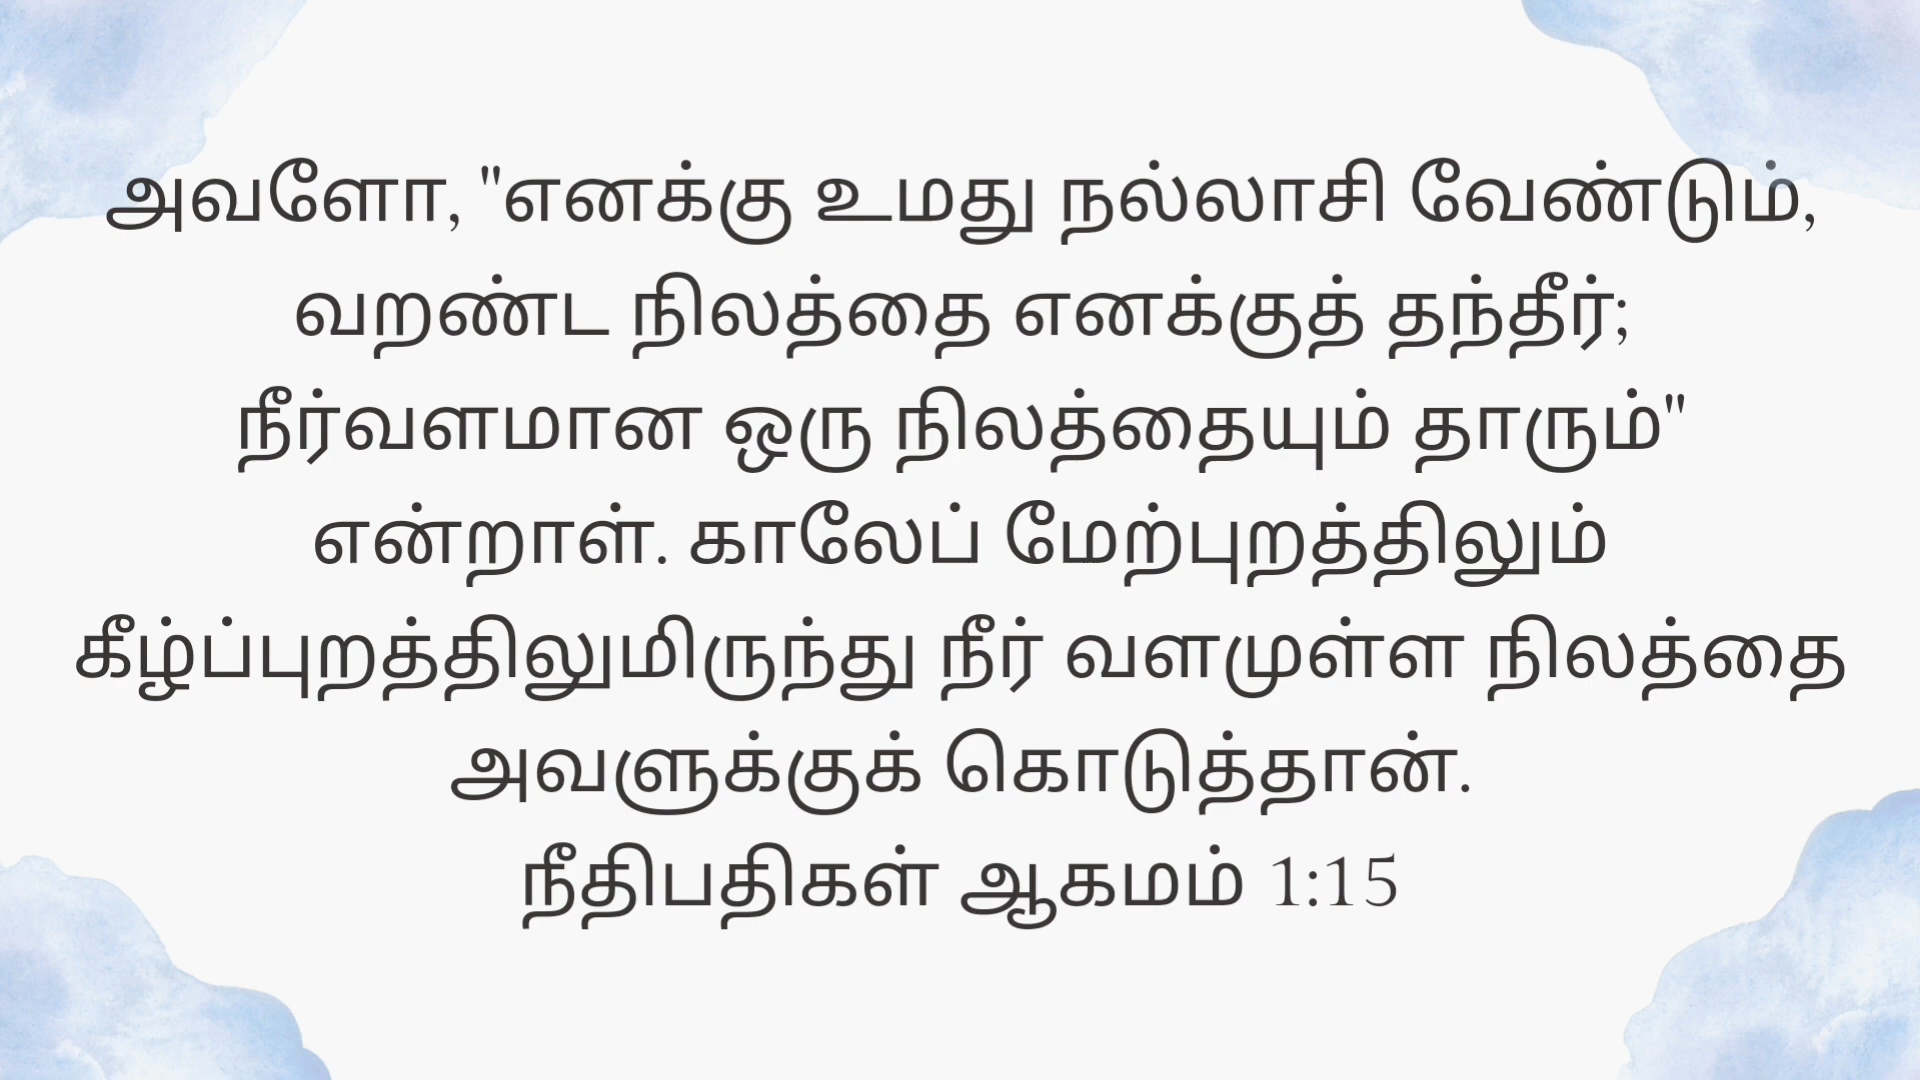 அவளோ, "எனக்கு உமது நல்லாசி வேண்டும்,
வறண்ட நிலத்தை எனக்குத் தந்தீர்;
நீர்வளமான ஒரு நிலத்தையும் தாரும்"
என்றாள். காலேப் மேற்புறத்திலும்
கீழ்ப்புறத்திலுமிருந்து நீர் வளமுள்ள நிலத்தை
அவளுக்குக் கொடுத்தான்.
நீதிபதிகள் ஆகமம் 1:15